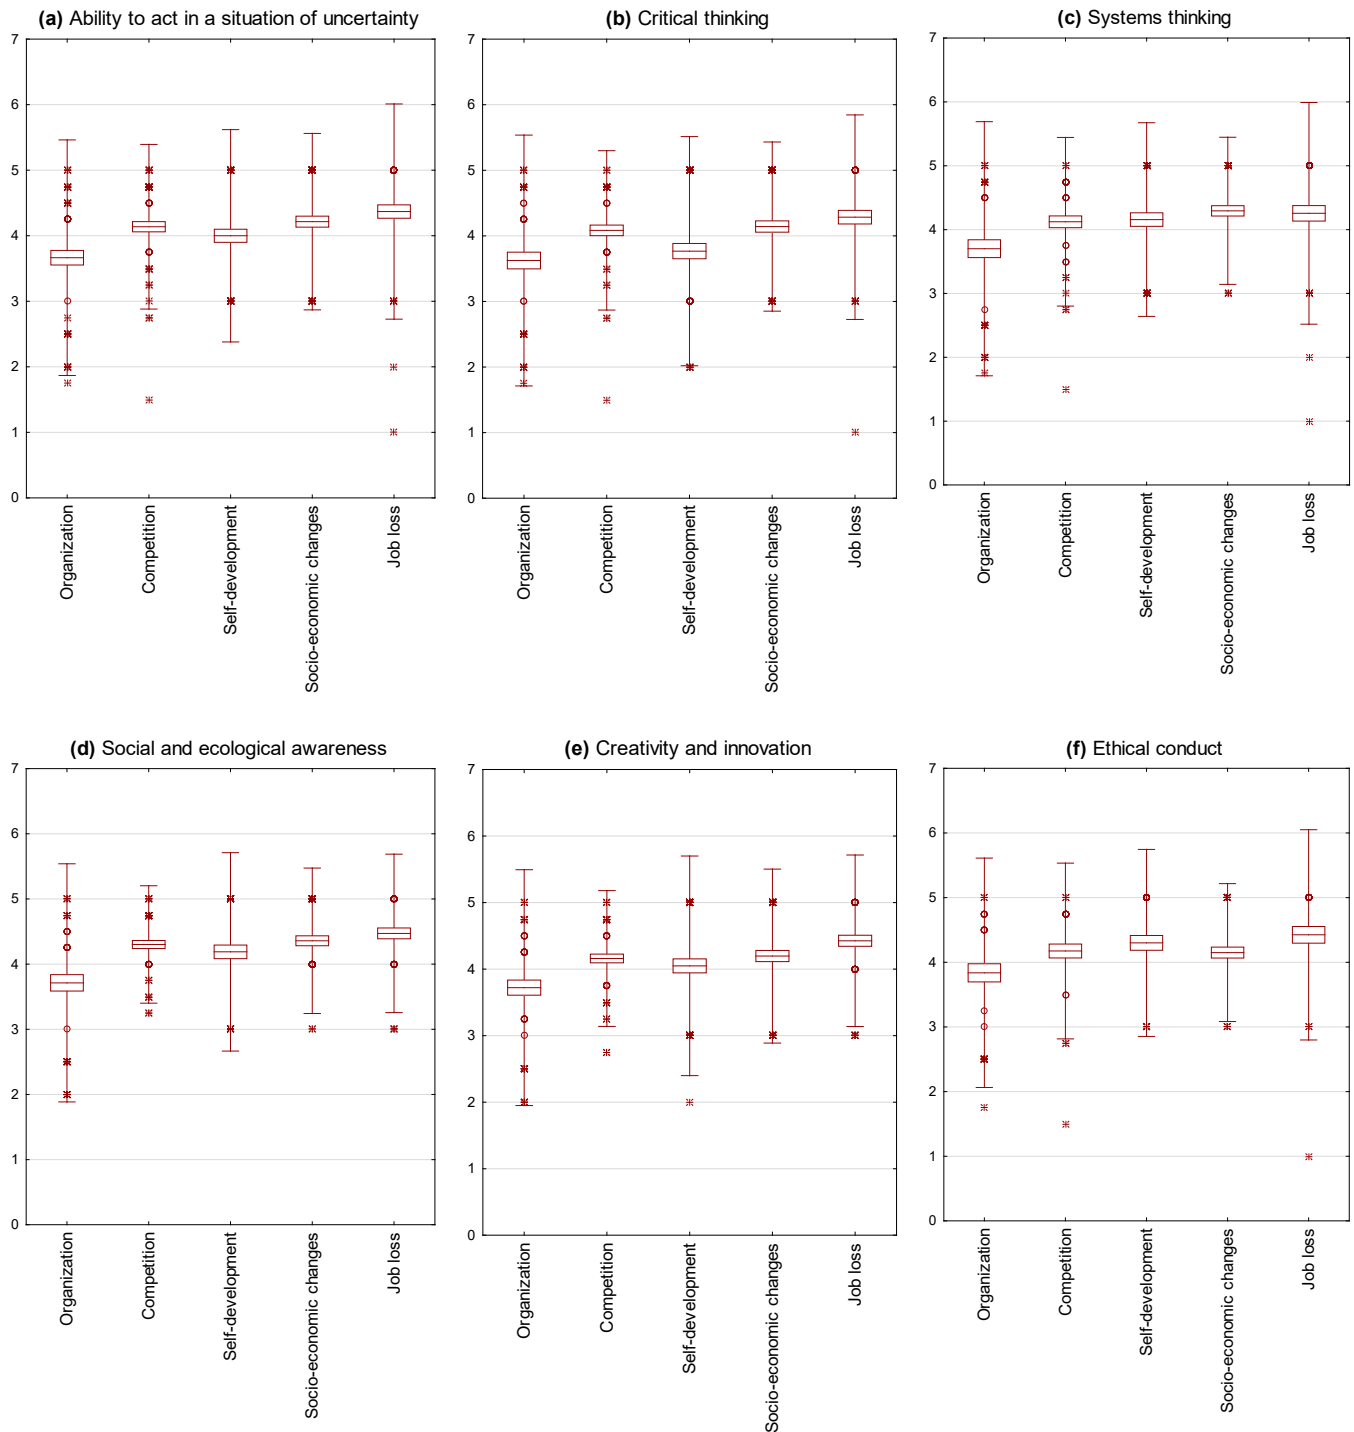 (a) Ability to act in a situation of uncertainty
7
6
5
4
3
2
1
0
Organization
Competition
Self-development
Socio-economic changes
Job loss
(b) Critical thinking
7
6
5
4
3
2
1
0
Organization
Competition
Self-development
Socio-economic changes
Job loss
(c) Systems thinking
7
6
5
4
3
2
1
0
Organization
Competition
Self-development
Socio-economic changes
Job loss
(d) Social and ecological awareness
7
6
5
4
3
2
1
0
Organization
Competition
Self-development
Socio-economic changes
Job loss
(e) Creativity and innovation
7
6
5
4
3
2
1
0
Organization
Competition
Self-development
Socio-economic changes
Job loss
(f) Ethical conduct
7
6
5
4
3
2
1
0
Organization
Competition
Self-development
Socio-economic changes
Job loss